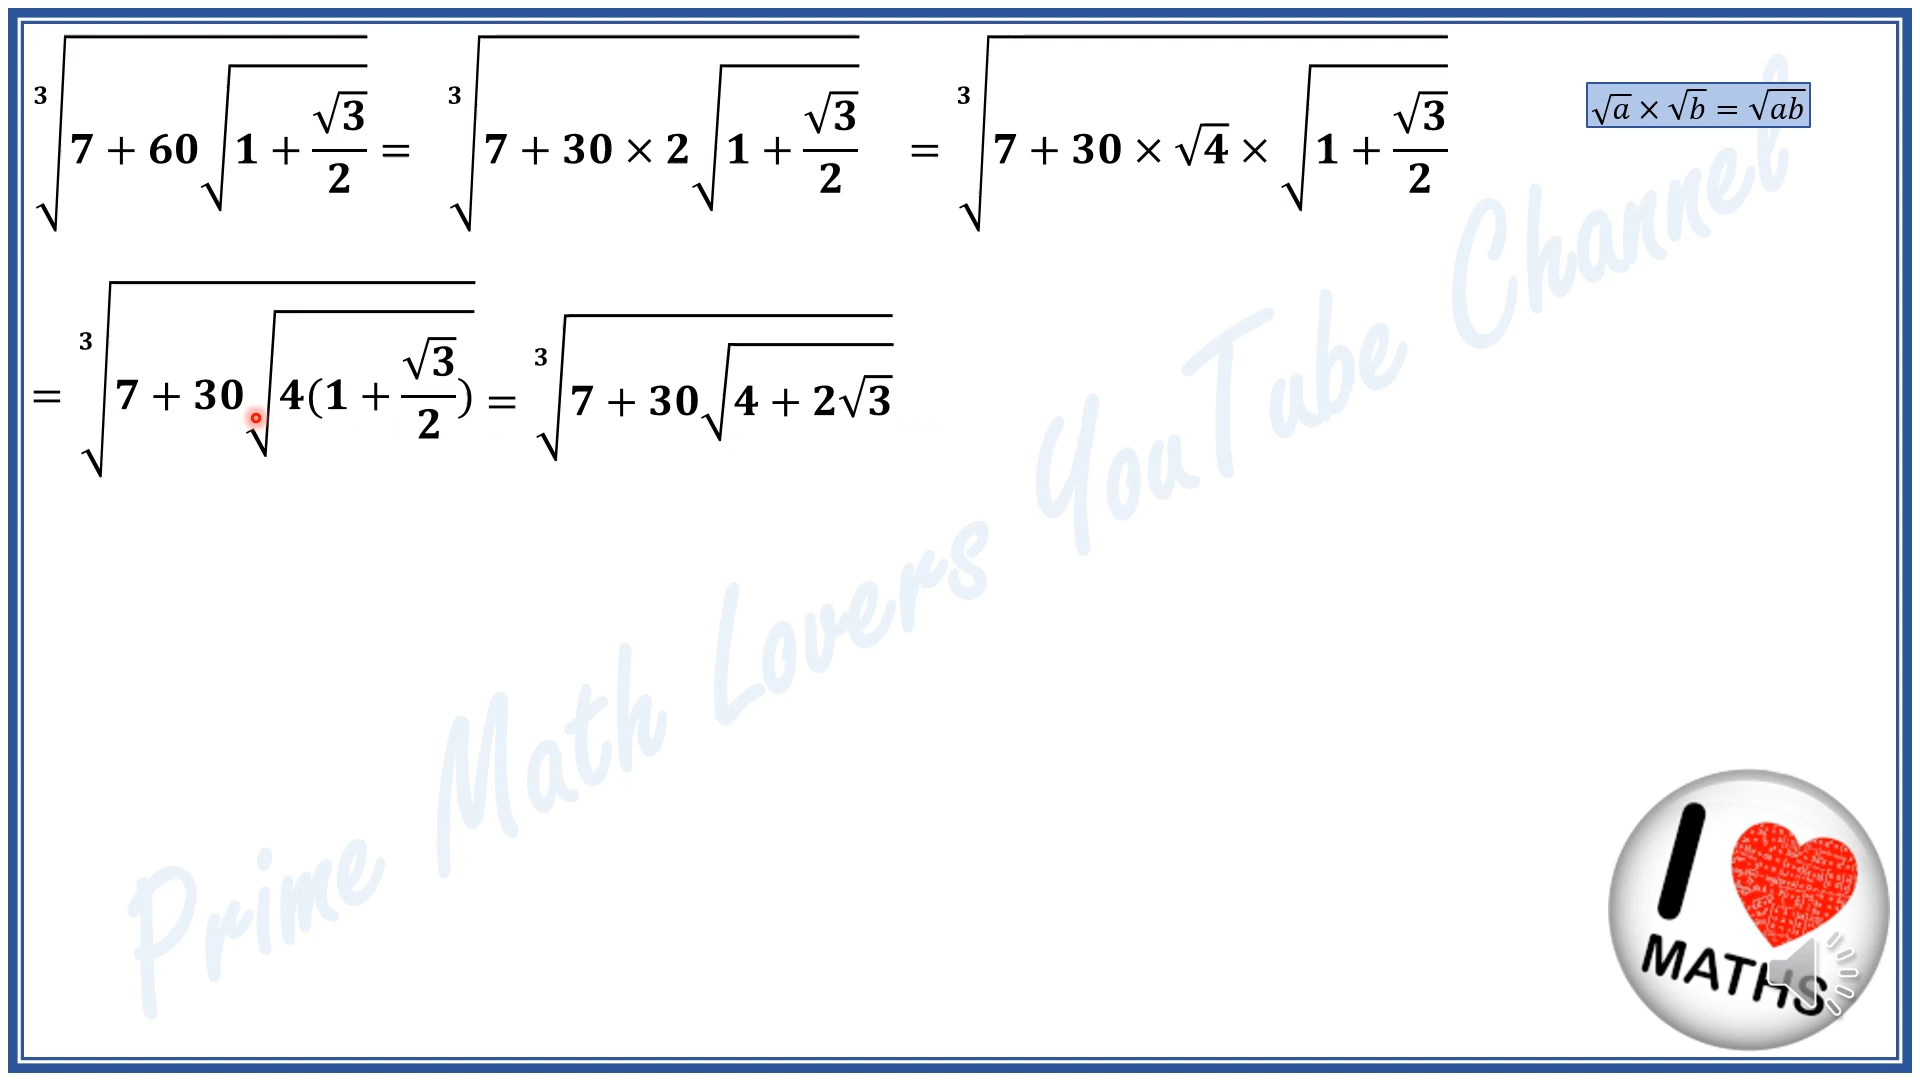 ∛(7 + 60√(1 + √3/2)) = ∛(7 + 30 × 2√(1 + √3/2)) = ∛(7 + 30 × √4 × √(1 + √3/2))
√a × √b = √ab
= ∛(7 + 30√(4(1 + √3/2))) = ∛(7 + 30√(4 + 2√3))
Prime Math Lovers YouTube Channel
I
MATHS